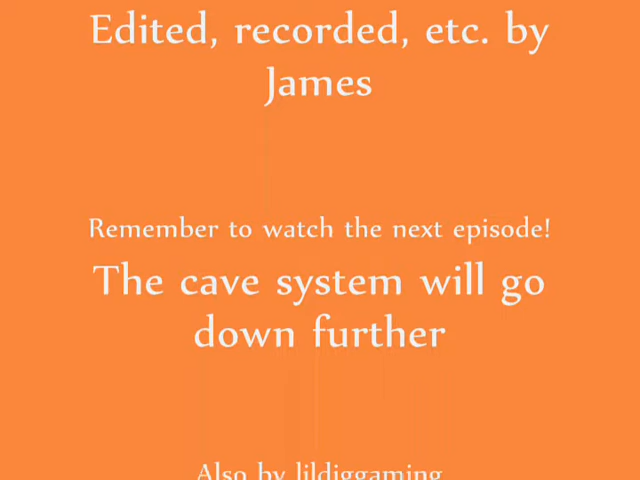 Edited, recorded, etc. by
James
Remember to watch the next episode!
The cave system will go
down further
Also by lildiggaming